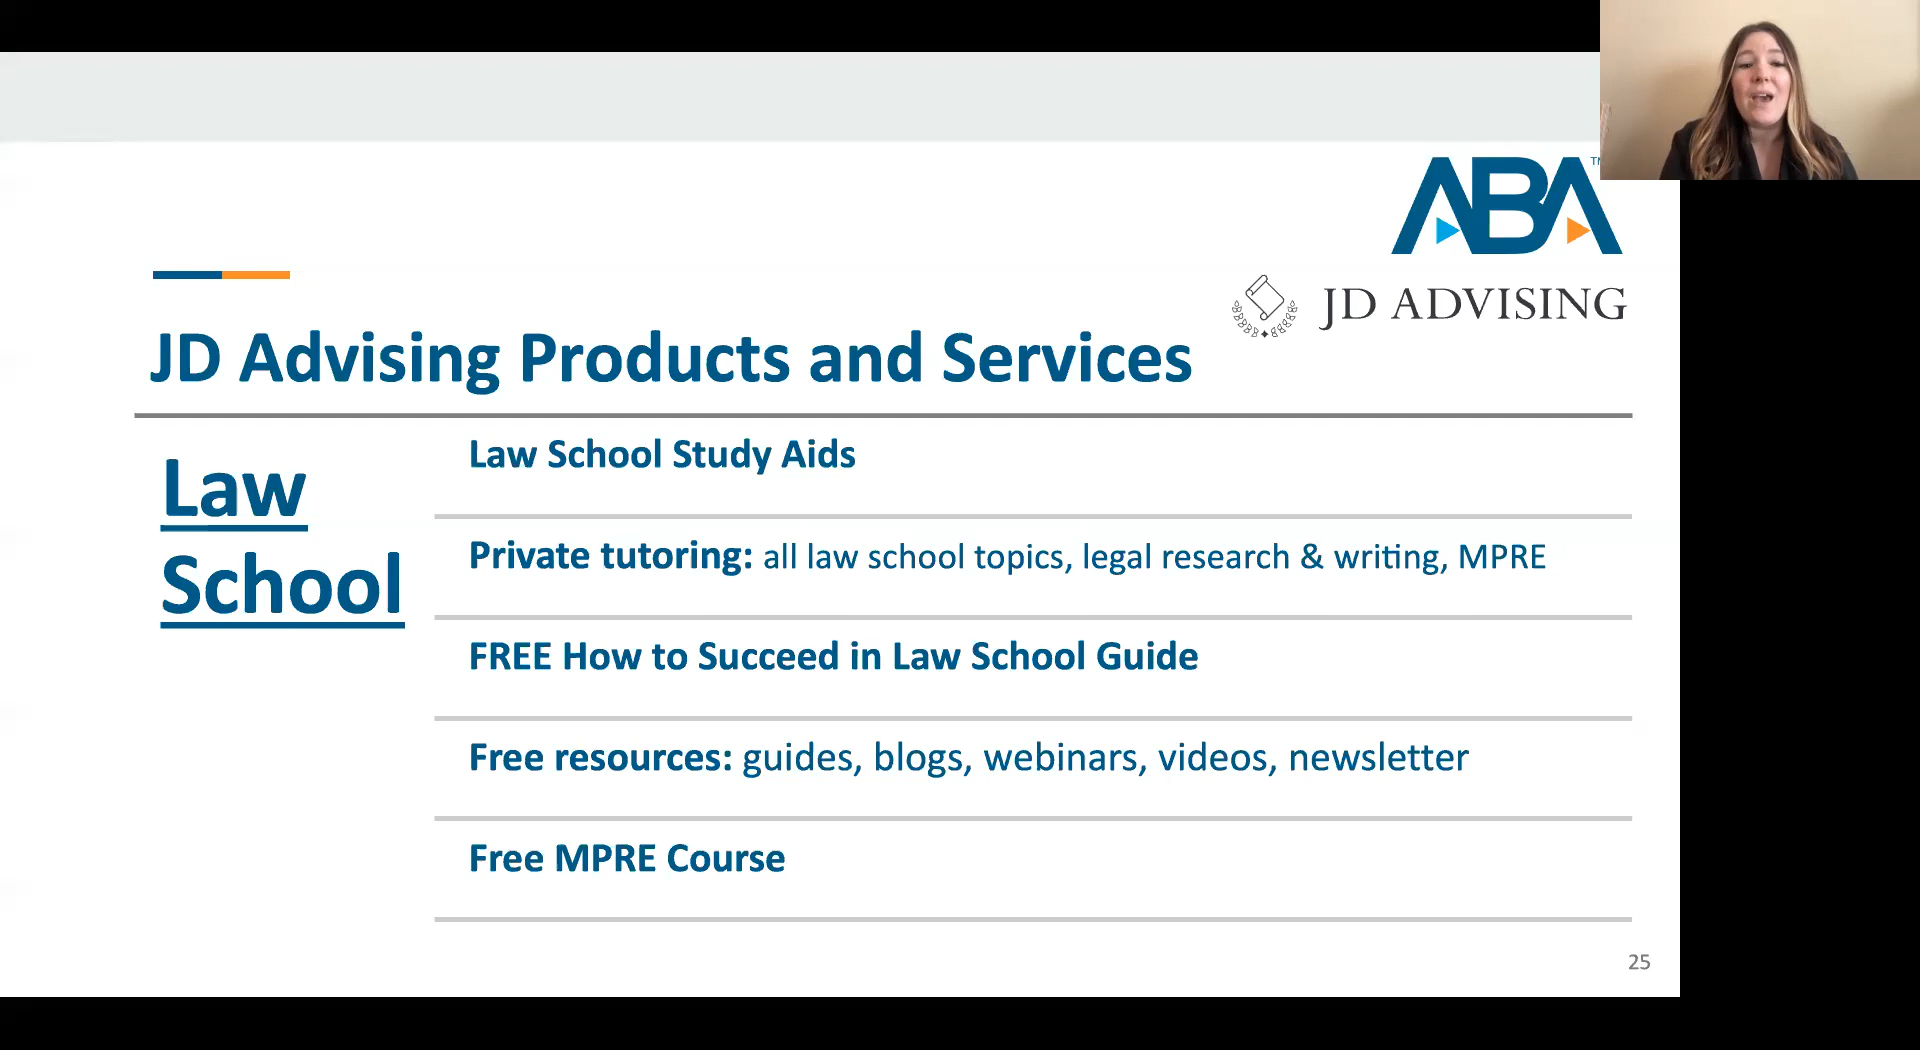 ABA
TM
JD ADVISING
JD Advising Products and Services
Law
School
Law School Study Aids
Private tutoring: all law school topics, legal research & writing, MPRE
FREE How to Succeed in Law School Guide
Free resources: guides, blogs, webinars, videos, newsletter
Free MPRE Course
25